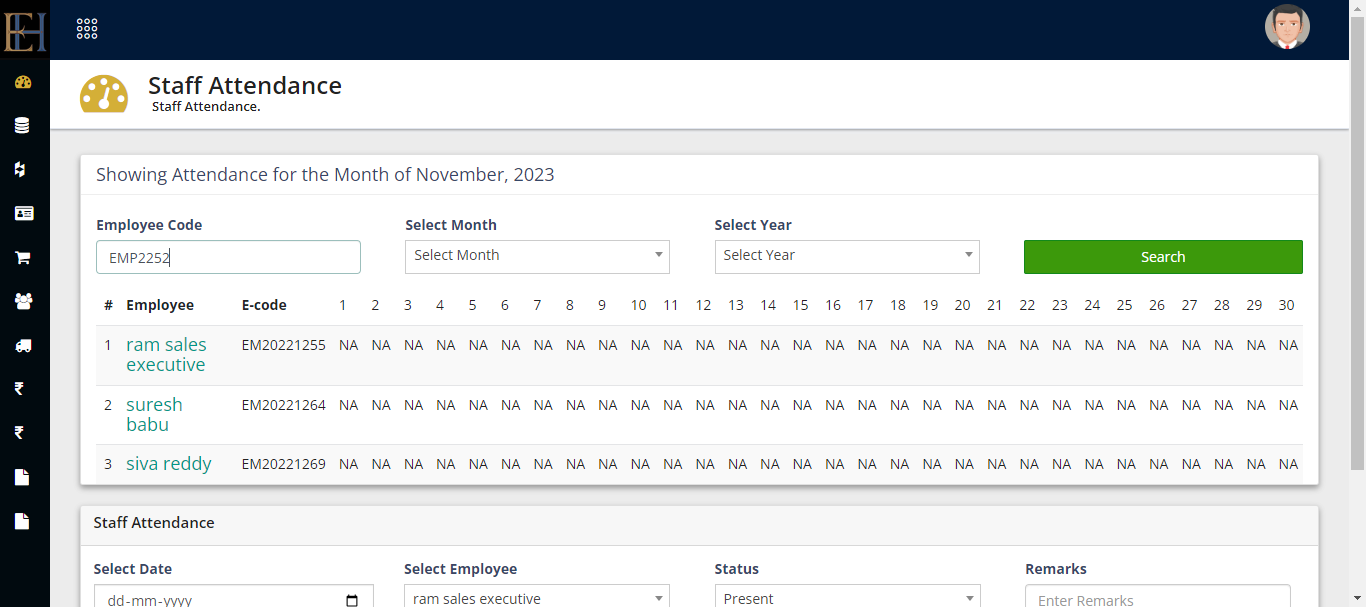 EH
Staff Attendance
Staff Attendance.
Showing Attendance for the Month of November, 2023
Employee Code Select Month Select Year
EMP2252 Select Month Select Year Search
# Employee E-code 1 2 3 4 5 6 7 8 9 10 11 12 13 14 15 16 17 18 19 20 21 22 23 24 25 26 27 28 29 30
1 ram sales EM20221255 NA NA NA NA NA NA NA NA NA NA NA NA NA NA NA NA NA NA NA NA NA NA NA NA NA NA NA NA NA NA
executive
2 suresh EM20221264 NA NA NA NA NA NA NA NA NA NA NA NA NA NA NA NA NA NA NA NA NA NA NA NA NA NA NA NA NA NA
babu
3 siva reddy EM20221269 NA NA NA NA NA NA NA NA NA NA NA NA NA NA NA NA NA NA NA NA NA NA NA NA NA NA NA NA NA NA
Staff Attendance
Select Date Select Employee Status Remarks
dd-mm-yyyy ram sales executive Present Enter Remarks